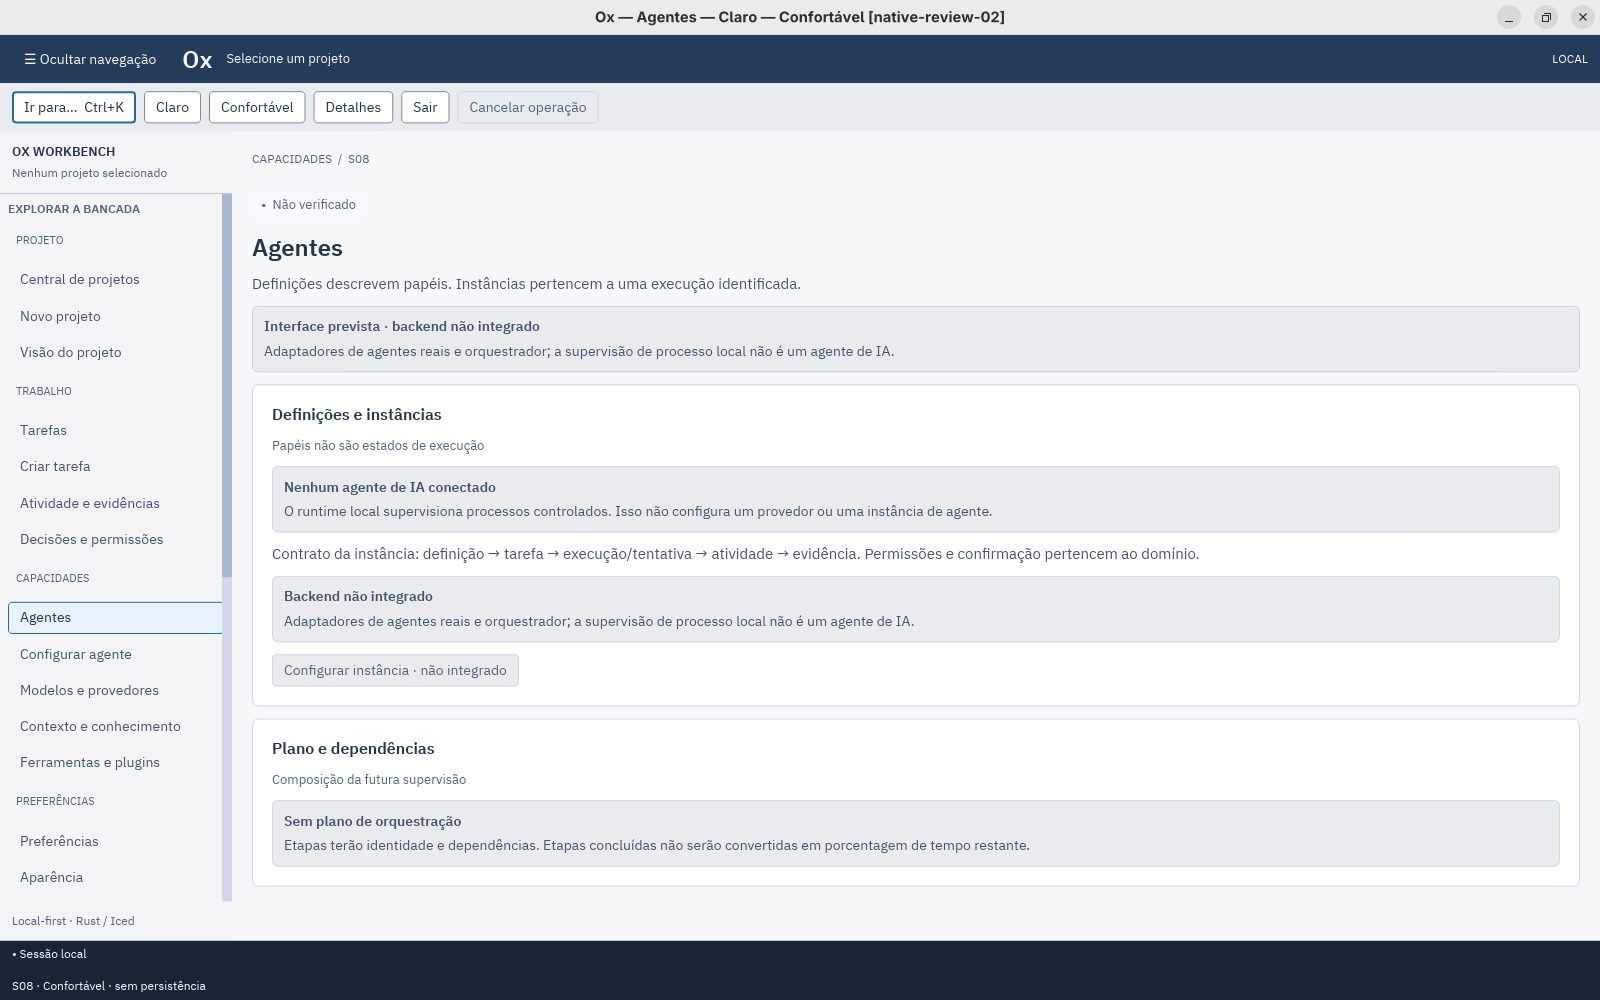 Ox — Agentes — Claro — Confortável [native-review-02]
☰ Ocultar navegação
Ox
Selecione um projeto
LOCAL
Ir para... Ctrl+K
Claro
Confortável
Detalhes
Sair
Cancelar operação
OX WORKBENCH
Nenhum projeto selecionado
EXPLORAR A BANCADA
PROJETO
Central de projetos
Novo projeto
Visão do projeto
TRABALHO
Tarefas
Criar tarefa
Atividade e evidências
Decisões e permissões
CAPACIDADES
Agentes
Configurar agente
Modelos e provedores
Contexto e conhecimento
Ferramentas e plugins
PREFERÊNCIAS
Preferências
Aparência
Local-first · Rust / Iced
CAPACIDADES / S08
• Não verificado
Agentes
Definições descrevem papéis. Instâncias pertencem a uma execução identificada.
Interface prevista · backend não integrado
Adaptadores de agentes reais e orquestrador; a supervisão de processo local não é um agente de IA.
Definições e instâncias
Papéis não são estados de execução
Nenhum agente de IA conectado
O runtime local supervisiona processos controlados. Isso não configura um provedor ou uma instância de agente.
Contrato da instância: definição → tarefa → execução/tentativa → atividade → evidência. Permissões e confirmação pertencem ao domínio.
Backend não integrado
Adaptadores de agentes reais e orquestrador; a supervisão de processo local não é um agente de IA.
Configurar instância · não integrado
Plano e dependências
Composição da futura supervisão
Sem plano de orquestração
Etapas terão identidade e dependências. Etapas concluídas não serão convertidas em porcentagem de tempo restante.
• Sessão local
S08 · Confortável · sem persistência